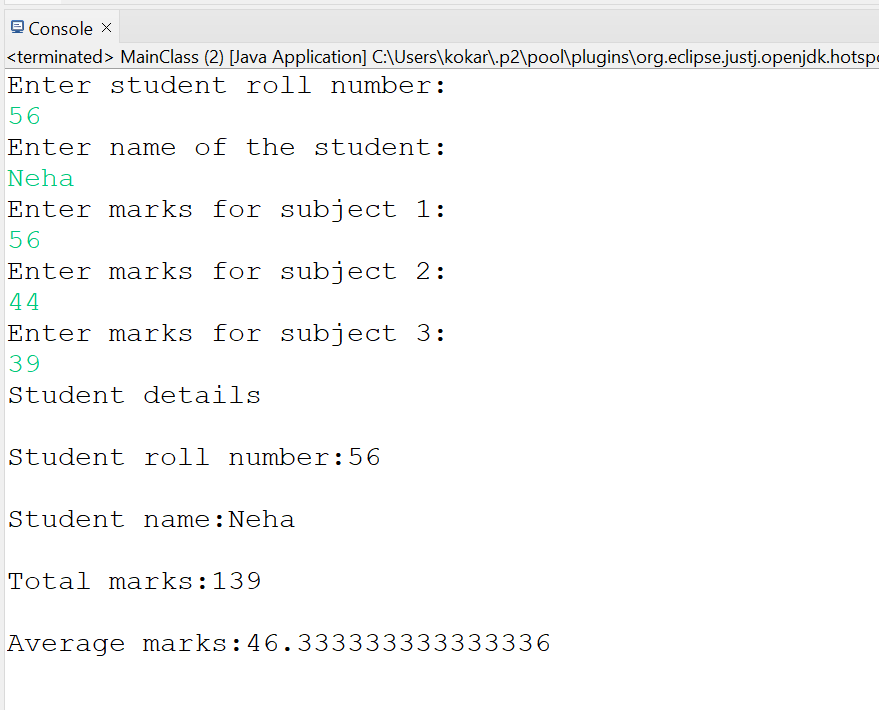 Console
<terminated> MainClass (2) [Java Application] C:\Users\kokar\.p2\pool\plugins\org.eclipse.justj.openjdk.hotspo
Enter student roll number:
56
Enter name of the student:
Neha
Enter marks for subject 1:
56
Enter marks for subject 2:
44
Enter marks for subject 3:
39
Student details
Student roll number:56
Student name:Neha
Total marks:139
Average marks:46.333333333333336